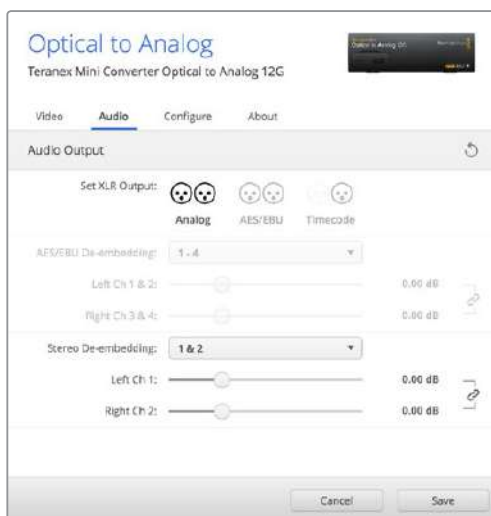 Optical to Analog
Teranex Mini Converter Optical to Analog 12G
Video Audio Configure About
Audio Output
Set XLR Output:
Analog AES/EBU Timecode
AES/EBU De-embedding: 1 - 4
Left Ch 1 & 2: 0.00 dB
Right Ch 3 & 4: 0.00 dB
Stereo De-embedding: 1 & 2
Left Ch 1: 0.00 dB
Right Ch 2: 0.00 dB
Cancel Save